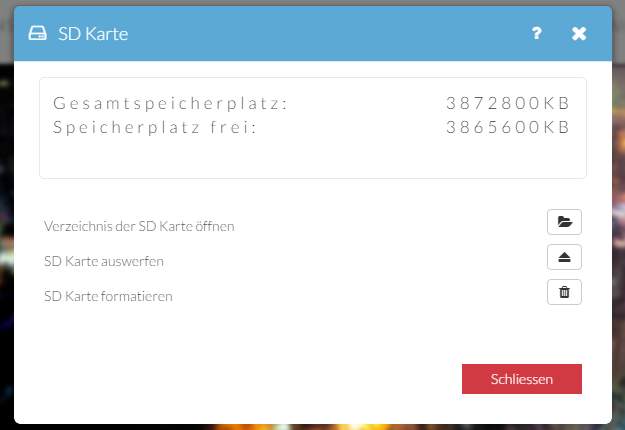 SD Karte ?
Gesamtspeicherplatz: 3872800KB
Speicherplatz frei: 3865600KB
Verzeichnis der SD Karte öffnen
SD Karte auswerfen
SD Karte formatieren
Schliessen